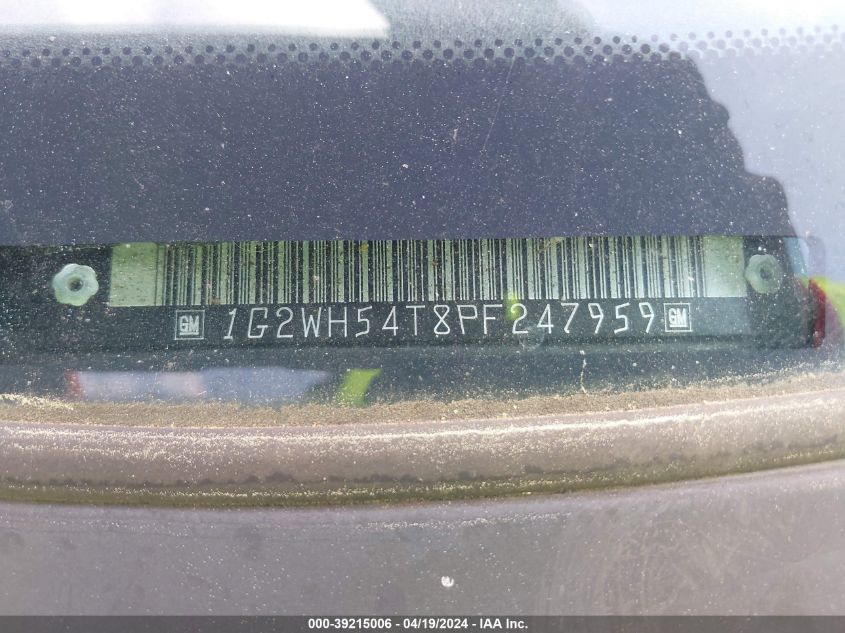 GM 1G2WH54T8PF247959 GM
000-39215006 - 04/19/2024 - IAA Inc.